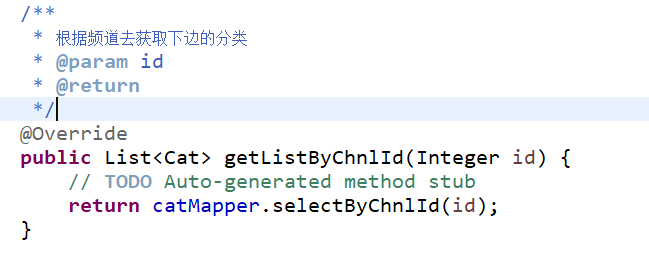 /**
 * 根据频道去获取下边的分类
 * @param id
 * @return
 */
@Override
public List<Cat> getListByChnlId(Integer id) {
    // TODO Auto-generated method stub
    return catMapper.selectByChnlId(id);
}